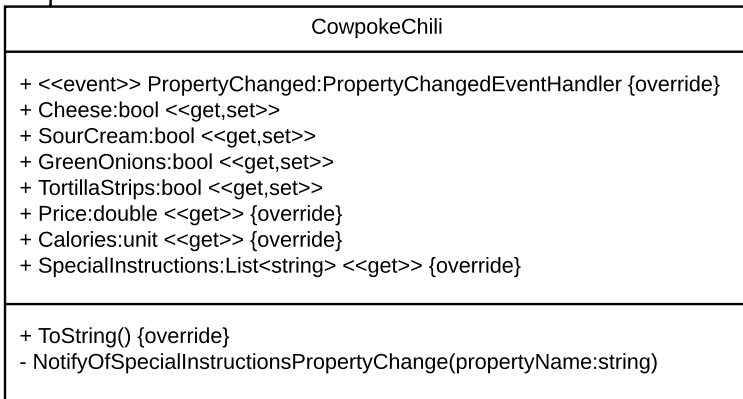 CowpokeChili
+ <<event>> PropertyChanged:PropertyChangedEventHandler {override}
+ Cheese:bool <<get,set>>
+ SourCream:bool <<get,set>>
+ GreenOnions:bool <<get,set>>
+ TortillaStrips:bool <<get,set>>
+ Price:double <<get>> {override}
+ Calories:unit <<get>> {override}
+ SpecialInstructions:List<string> <<get>> {override}
+ ToString() {override}
- NotifyOfSpecialInstructionsPropertyChange(propertyName:string)